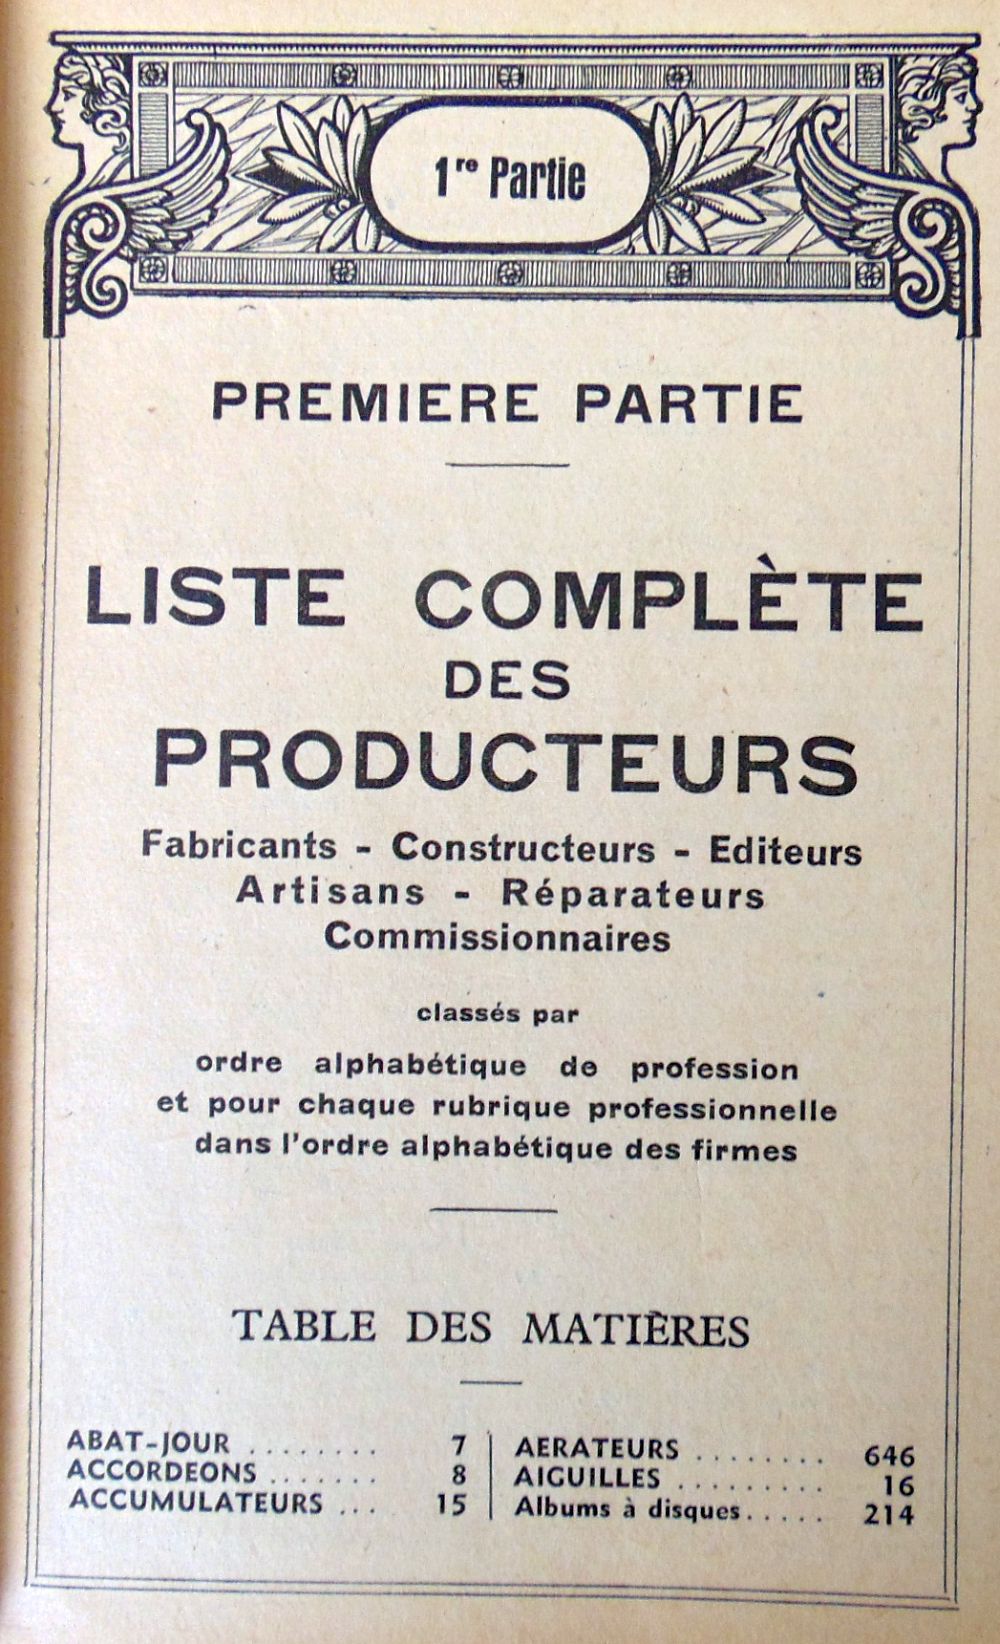 1re Partie
PREMIERE PARTIE
LISTE COMPLÈTE
DES
PRODUCTEURS
Fabricants - Constructeurs - Editeurs
Artisans - Réparateurs
Commissionnaires
classés par
ordre alphabétique de profession
et pour chaque rubrique professionnelle
dans l'ordre alphabétique des firmes
TABLE DES MATIÈRES
ABAT-JOUR ........ 7
ACCORDEONS ....... 8
ACCUMULATEURS ... 15
AERATEURS ........ 646
AIGUILLES ......... 16
Albums à disques..... 214